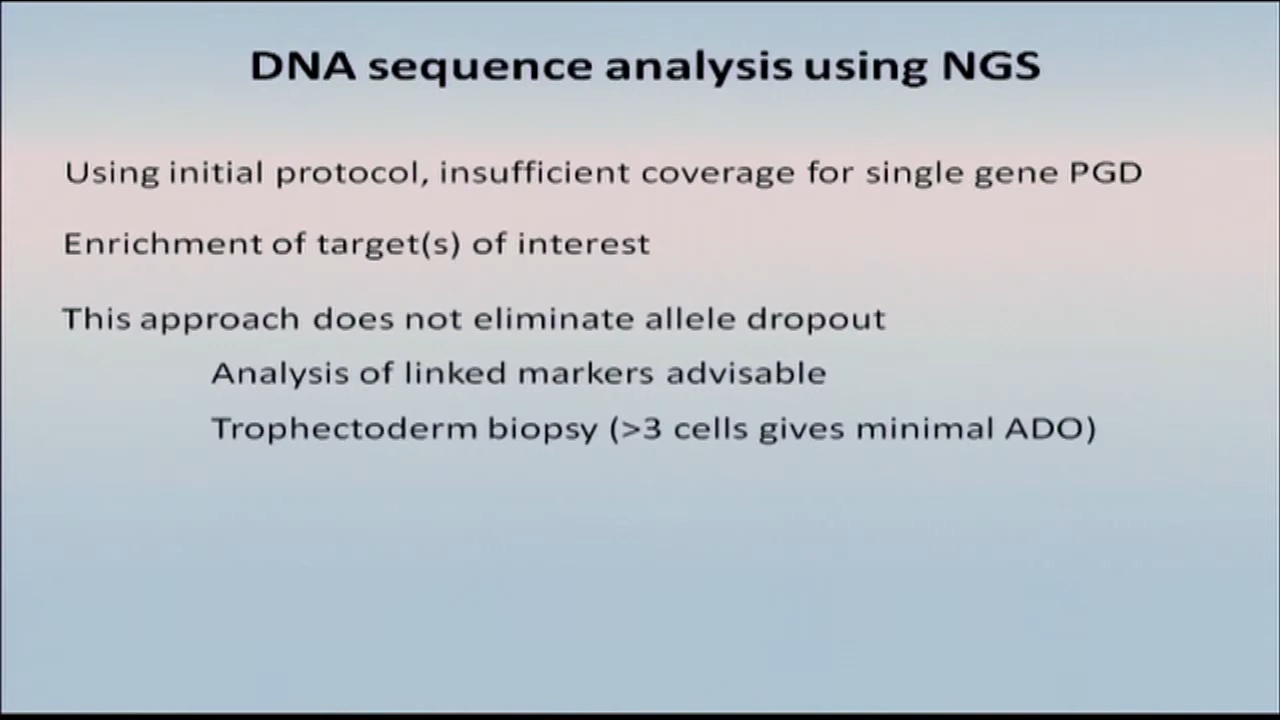 DNA sequence analysis using NGS
Using initial protocol, insufficient coverage for single gene PGD
Enrichment of target(s) of interest
This approach does not eliminate allele dropout
Analysis of linked markers advisable
Trophectoderm biopsy (>3 cells gives minimal ADO)